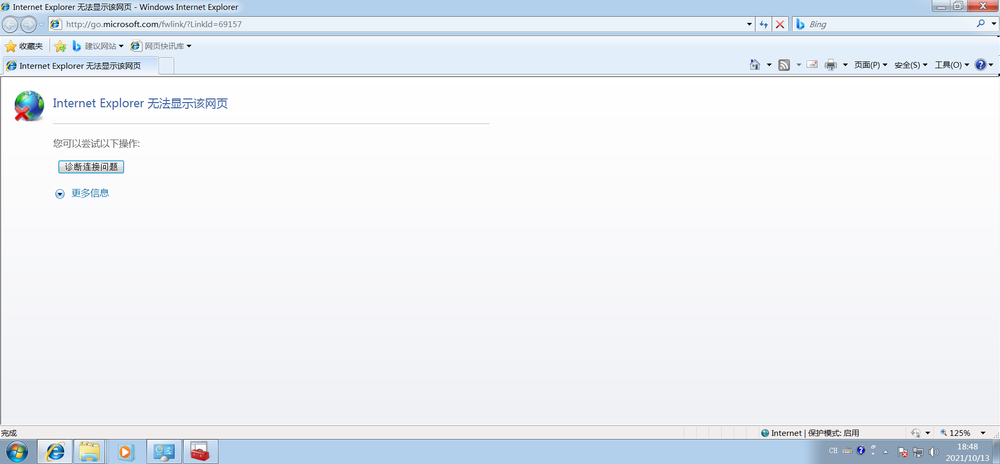 Internet Explorer 无法显示该网页 - Windows Internet Explorer
http://go.microsoft.com/fwlink/?LinkId=69157
Bing
收藏夹
建议网站
网页快讯库
Internet Explorer 无法显示该网页
页面(P)
安全(S)
工具(O)
Internet Explorer 无法显示该网页
您可以尝试以下操作:
诊断连接问题
更多信息
完成
Internet | 保护模式: 启用
125%
CH
18:48
2021/10/13